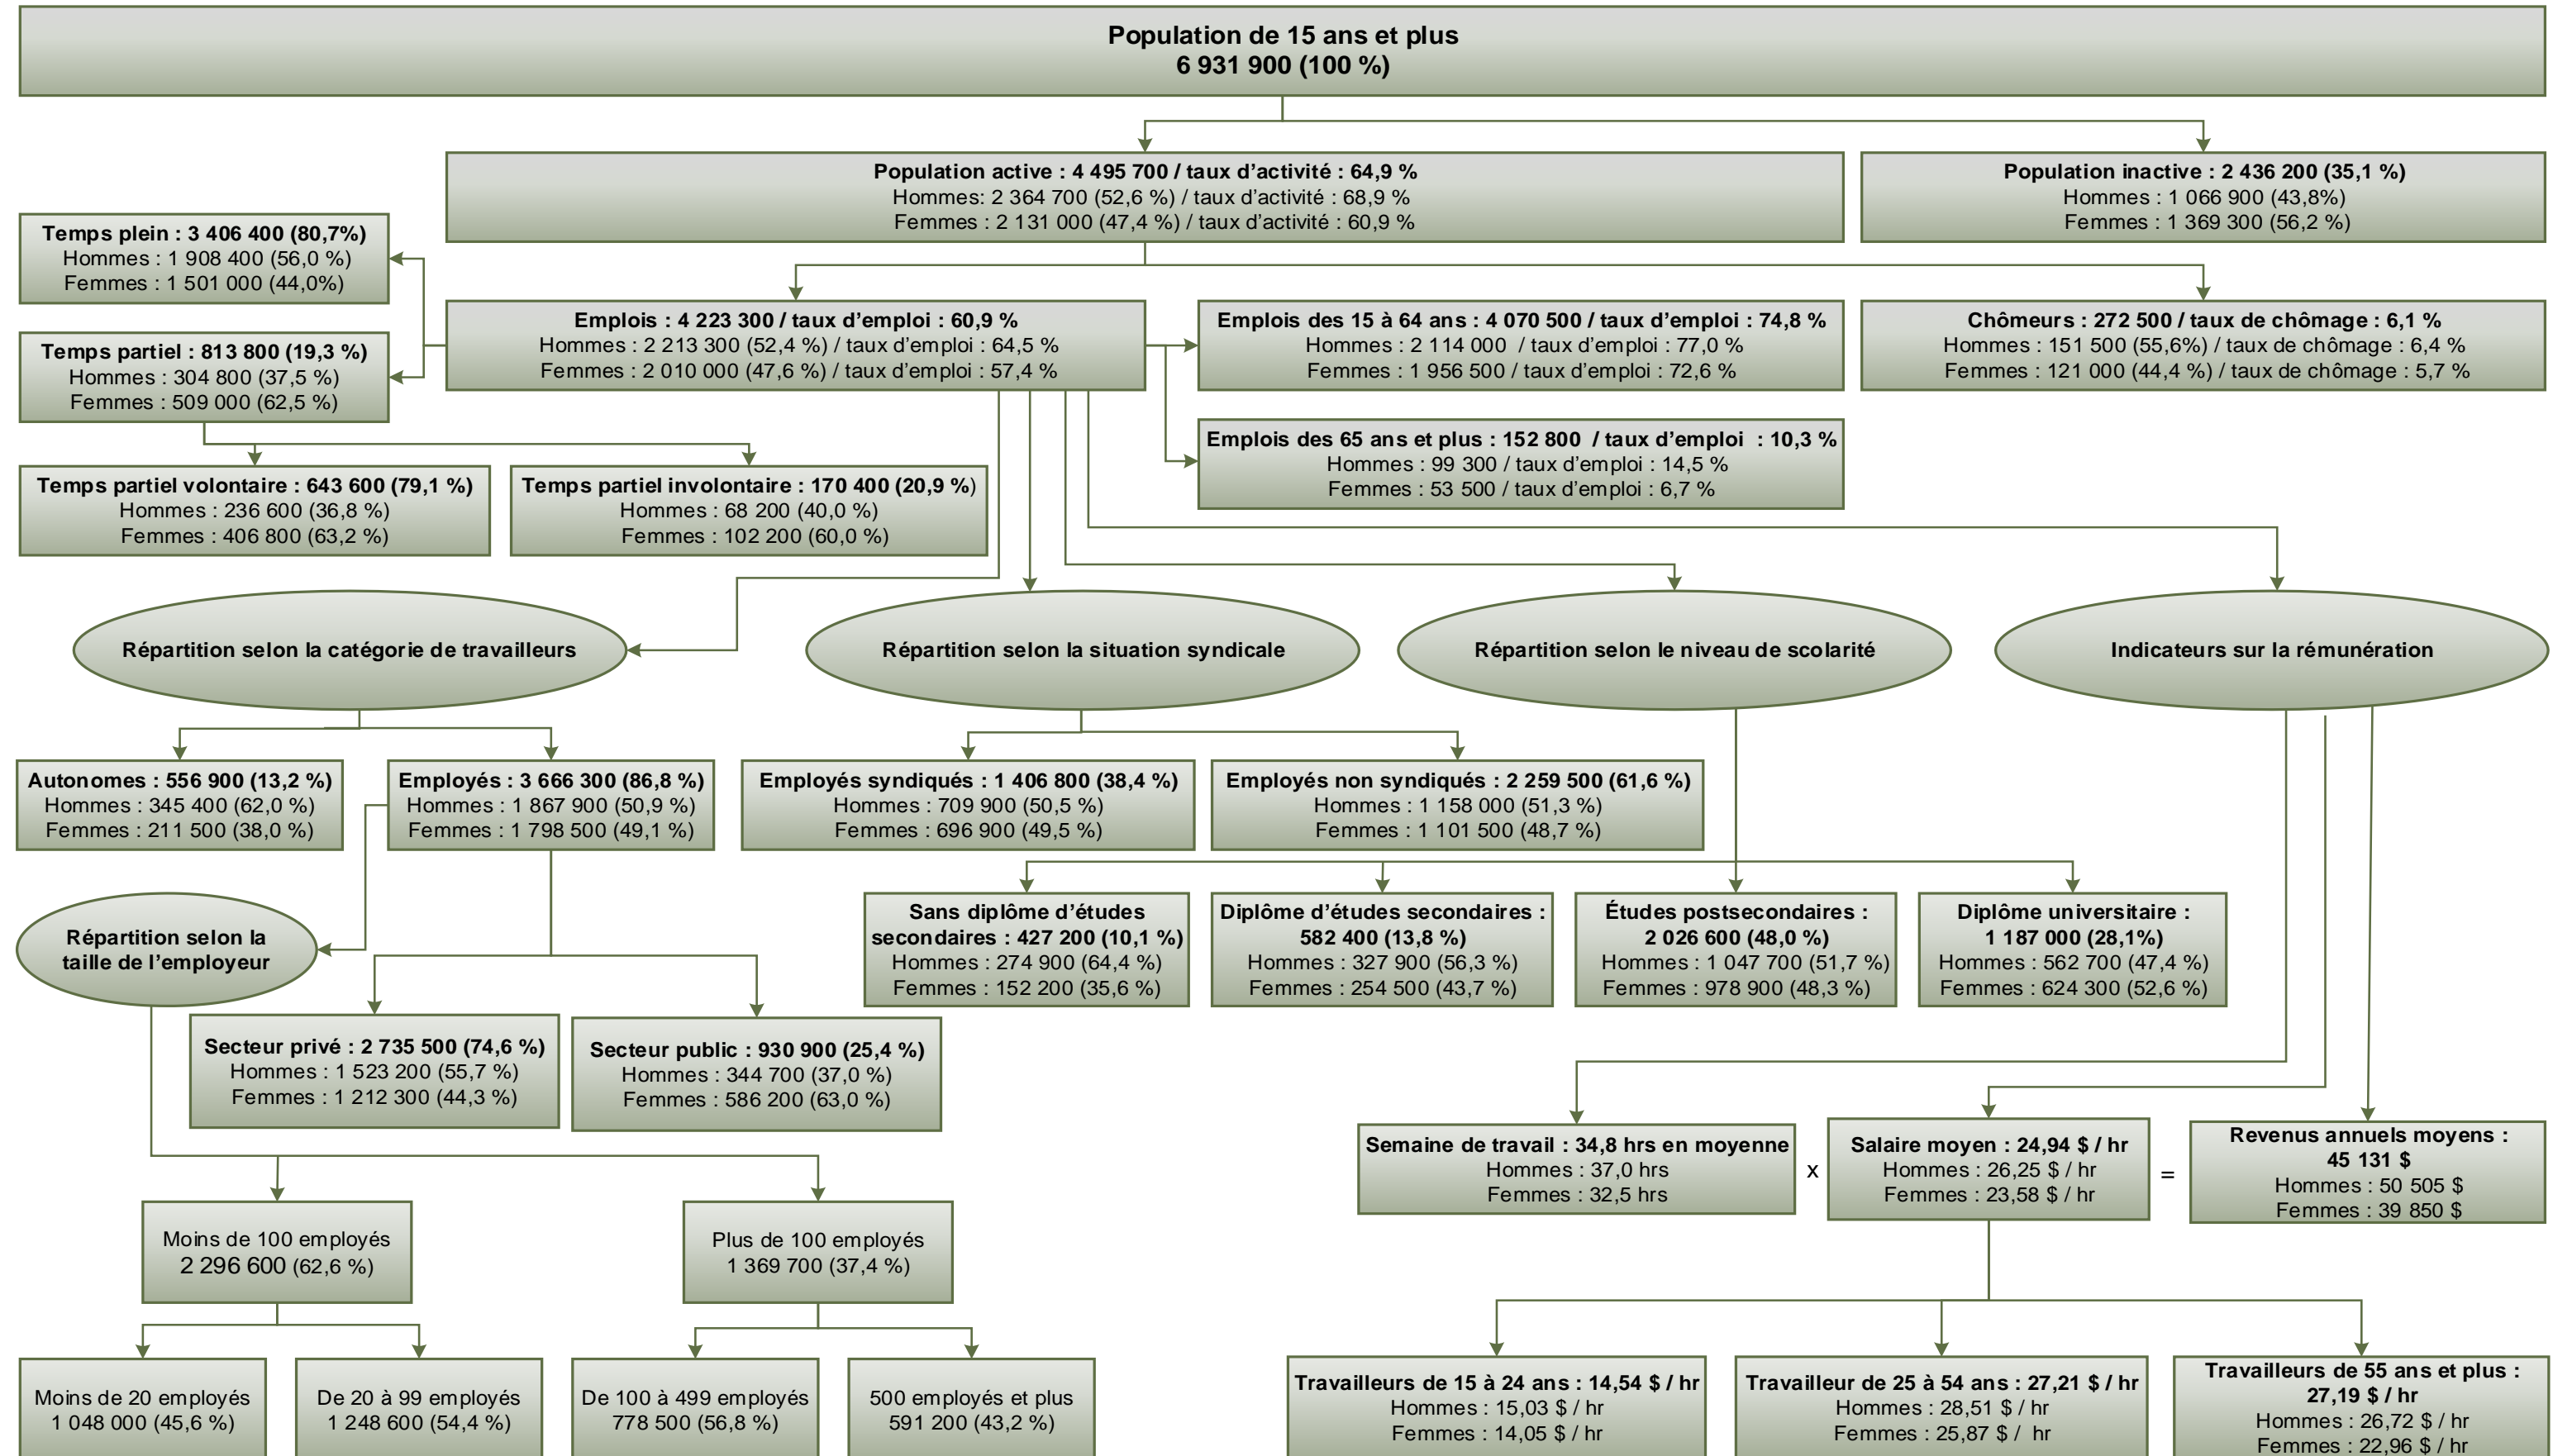 Population de 15 ans et plus
6 931 900 (100 %)
Population active : 4 495 700 / taux d’activité : 64,9 %
Hommes: 2 364 700 (52,6 %) / taux d’activité : 68,9 %
Femmes : 2 131 000 (47,4 %) / taux d’activité : 60,9 %
Population inactive : 2 436 200 (35,1 %)
Hommes : 1 066 900 (43,8%)
Femmes : 1 369 300 (56,2 %)
Temps plein : 3 406 400 (80,7%)
Hommes : 1 908 400 (56,0 %)
Femmes : 1 501 000 (44,0%)
Temps partiel : 813 800 (19,3 %)
Hommes : 304 800 (37,5 %)
Femmes : 509 000 (62,5 %)
Emplois : 4 223 300 / taux d’emploi : 60,9 %
Hommes : 2 213 300 (52,4 %) / taux d’emploi : 64,5 %
Femmes : 2 010 000 (47,6 %) / taux d’emploi : 57,4 %
Emplois des 15 à 64 ans : 4 070 500 / taux d’emploi : 74,8 %
Hommes : 2 114 000 / taux d’emploi : 77,0 %
Femmes : 1 956 500 / taux d’emploi : 72,6 %
Chômeurs : 272 500 / taux de chômage : 6,1 %
Hommes : 151 500 (55,6%) / taux de chômage : 6,4 %
Femmes : 121 000 (44,4 %) / taux de chômage : 5,7 %
Emplois des 65 ans et plus : 152 800 / taux d’emploi : 10,3 %
Hommes : 99 300 / taux d’emploi : 14,5 %
Femmes : 53 500 / taux d’emploi : 6,7 %
Temps partiel volontaire : 643 600 (79,1 %)
Hommes : 236 600 (36,8 %)
Femmes : 406 800 (63,2 %)
Temps partiel involontaire : 170 400 (20,9 %)
Hommes : 68 200 (40,0 %)
Femmes : 102 200 (60,0 %)
Répartition selon la catégorie de travailleurs
Répartition selon la situation syndicale
Répartition selon le niveau de scolarité
Indicateurs sur la rémunération
Autonomes : 556 900 (13,2 %)
Hommes : 345 400 (62,0 %)
Femmes : 211 500 (38,0 %)
Employés : 3 666 300 (86,8 %)
Hommes : 1 867 900 (50,9 %)
Femmes : 1 798 500 (49,1 %)
Employés syndiqués : 1 406 800 (38,4 %)
Hommes : 709 900 (50,5 %)
Femmes : 696 900 (49,5 %)
Employés non syndiqués : 2 259 500 (61,6 %)
Hommes : 1 158 000 (51,3 %)
Femmes : 1 101 500 (48,7 %)
Répartition selon la
taille de l’employeur
Sans diplôme d’études
secondaires : 427 200 (10,1 %)
Hommes : 274 900 (64,4 %)
Femmes : 152 200 (35,6 %)
Diplôme d’études secondaires :
582 400 (13,8 %)
Hommes : 327 900 (56,3 %)
Femmes : 254 500 (43,7 %)
Études postsecondaires :
2 026 600 (48,0 %)
Hommes : 1 047 700 (51,7 %)
Femmes : 978 900 (48,3 %)
Diplôme universitaire :
1 187 000 (28,1%)
Hommes : 562 700 (47,4 %)
Femmes : 624 300 (52,6 %)
Secteur privé : 2 735 500 (74,6 %)
Hommes : 1 523 200 (55,7 %)
Femmes : 1 212 300 (44,3 %)
Secteur public : 930 900 (25,4 %)
Hommes : 344 700 (37,0 %)
Femmes : 586 200 (63,0 %)
Semaine de travail : 34,8 hrs en moyenne
Hommes : 37,0 hrs
Femmes : 32,5 hrs
x
Salaire moyen : 24,94 $ / hr
Hommes : 26,25 $ / hr
Femmes : 23,58 $ / hr
=
Revenus annuels moyens :
45 131 $
Hommes : 50 505 $
Femmes : 39 850 $
Moins de 100 employés
2 296 600 (62,6 %)
Plus de 100 employés
1 369 700 (37,4 %)
Moins de 20 employés
1 048 000 (45,6 %)
De 20 à 99 employés
1 248 600 (54,4 %)
De 100 à 499 employés
778 500 (56,8 %)
500 employés et plus
591 200 (43,2 %)
Travailleurs de 15 à 24 ans : 14,54 $ / hr
Hommes : 15,03 $ / hr
Femmes : 14,05 $ / hr
Travailleur de 25 à 54 ans : 27,21 $ / hr
Hommes : 28,51 $ / hr
Femmes : 25,87 $ / hr
Travailleurs de 55 ans et plus :
27,19 $ / hr
Hommes : 26,72 $ / hr
Femmes : 22,96 $ / hr